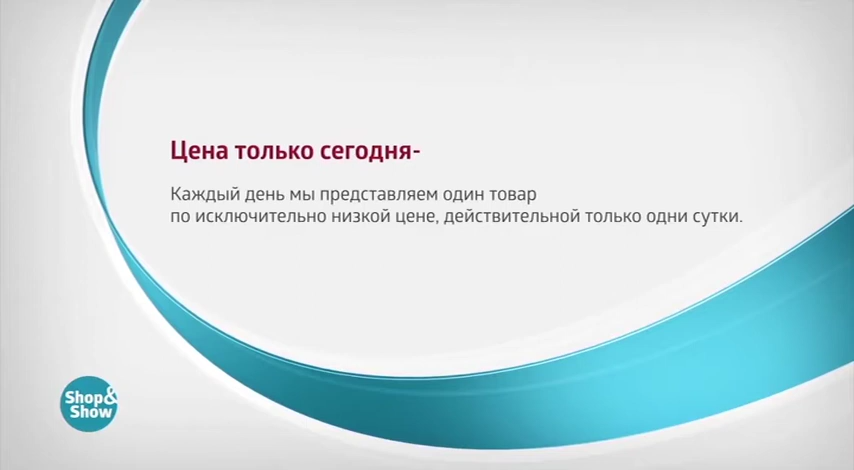 Цена только сегодня-
Каждый день мы представляем один товар
по исключительно низкой цене, действительной только одни сутки.
Shop&
Show